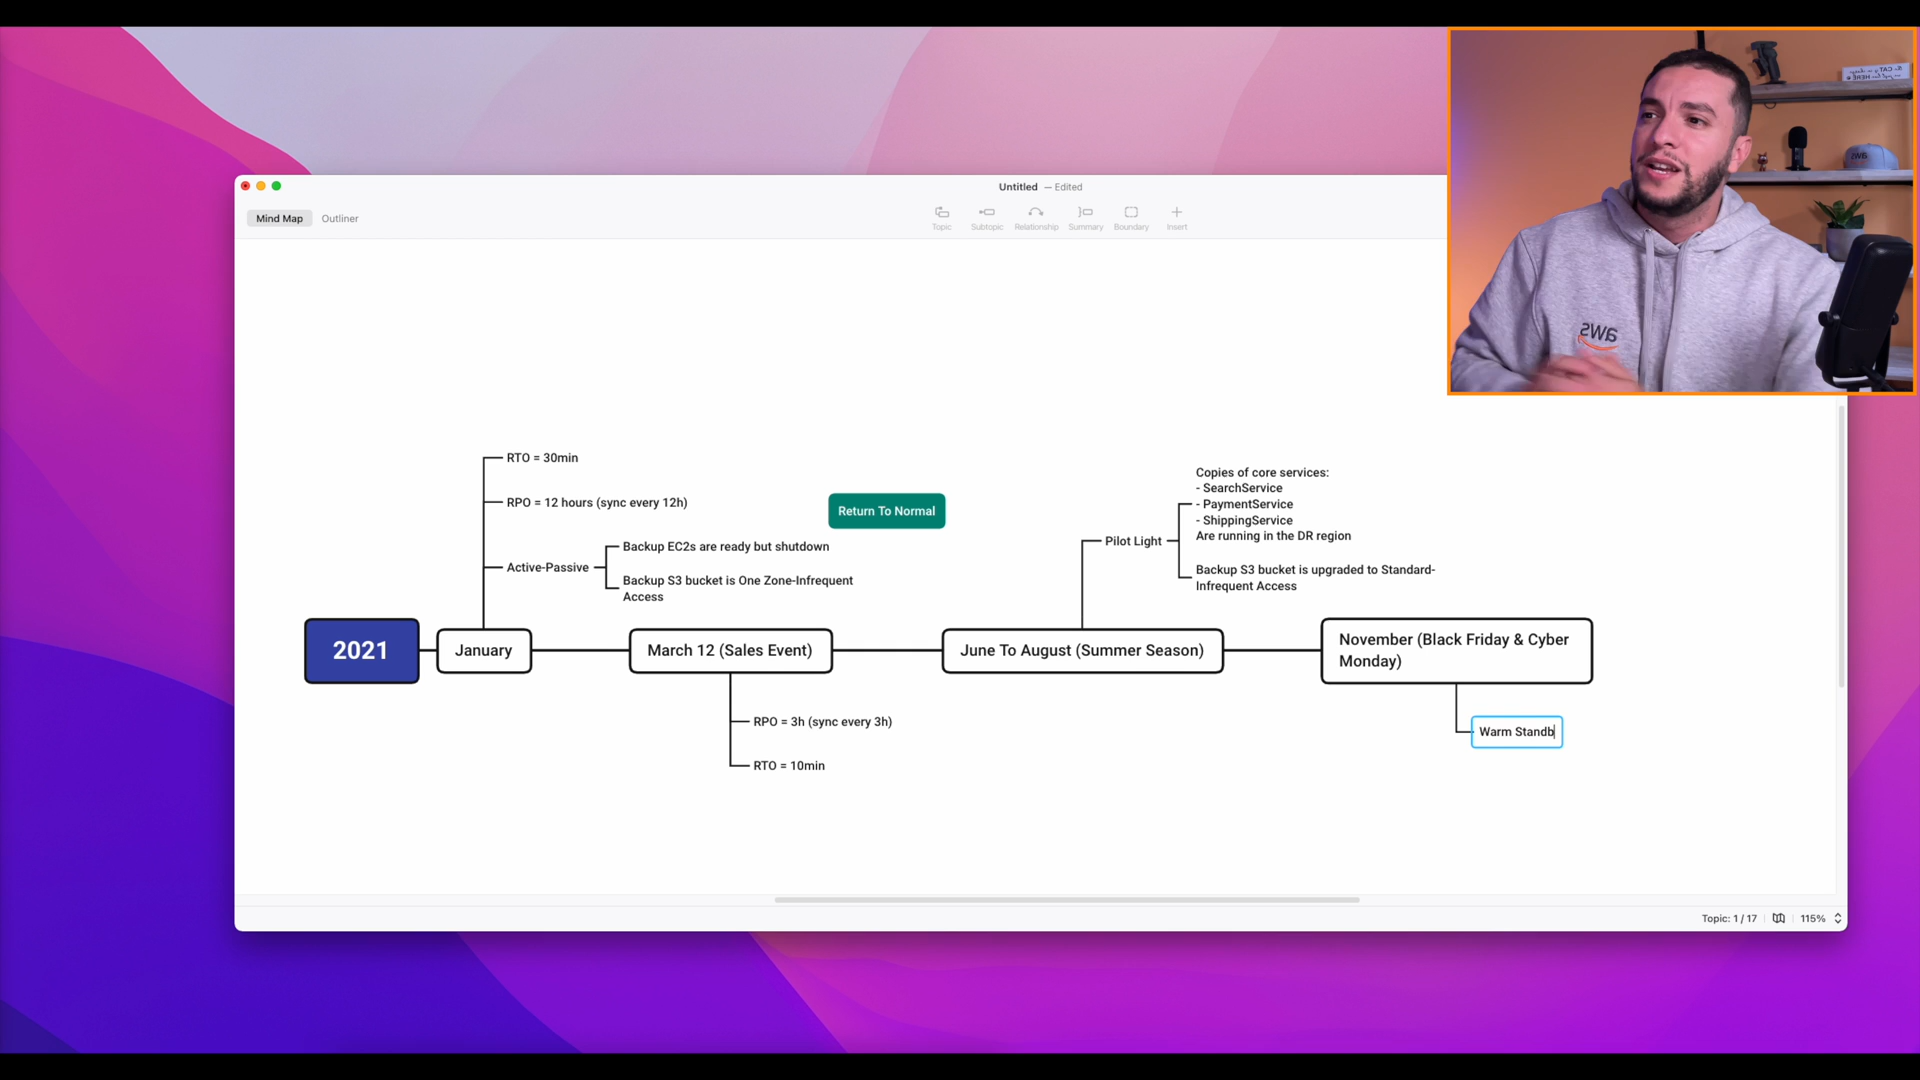 Untitled — Edited
Mind Map
Outliner
Topic
Subtopic
Relationship
Summary
Boundary
Insert
RTO = 30min
RPO = 12 hours (sync every 12h)
Active-Passive
Backup EC2s are ready but shutdown
Backup S3 bucket is One Zone-Infrequent
Access
Return To Normal
Pilot Light
Copies of core services:
- SearchService
- PaymentService
- ShippingService
Are running in the DR region
Backup S3 bucket is upgraded to Standard-
Infrequent Access
2021
January
March 12 (Sales Event)
June To August (Summer Season)
November (Black Friday & Cyber
Monday)
RPO = 3h (sync every 3h)
RTO = 10min
Warm Standb
Topic: 1 / 17
115%
aws
aws